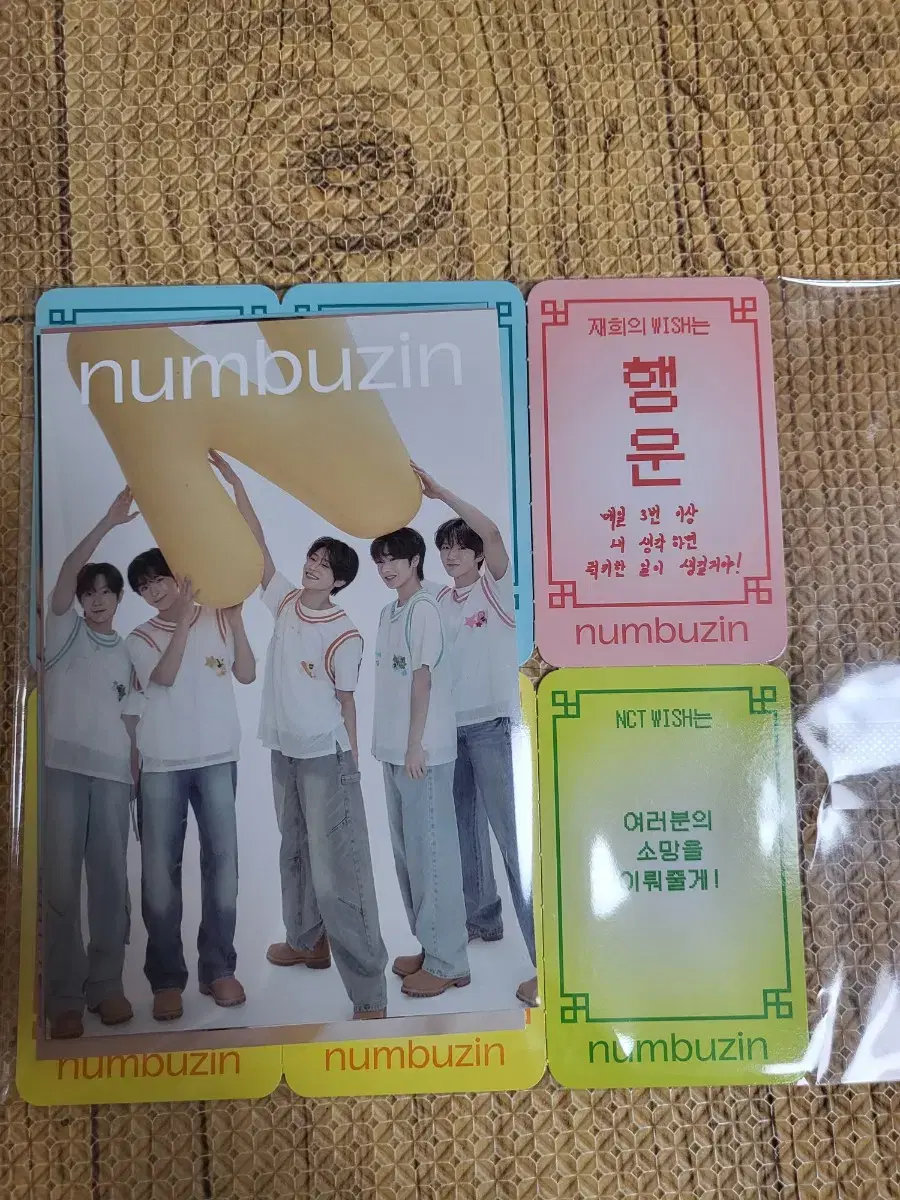 numbuzin
재희의 WISH는
행
운
매일 3번 이상
내 생각 하면
럭키한 일이 생길지아!
numbuzin
NCT WISH는
여러분의
소망을
이뤄줄게!
numbuzin
numbuzin
numbuzin